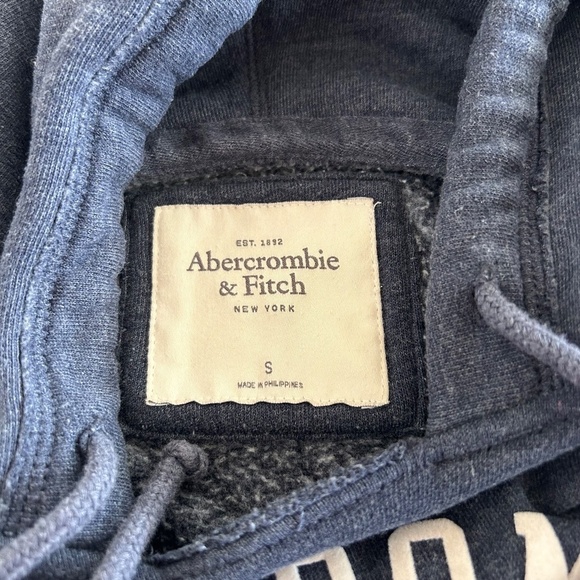 EST. 1892
Abercrombie
& Fitch
NEW YORK
S
MADE IN PHILIPPINES